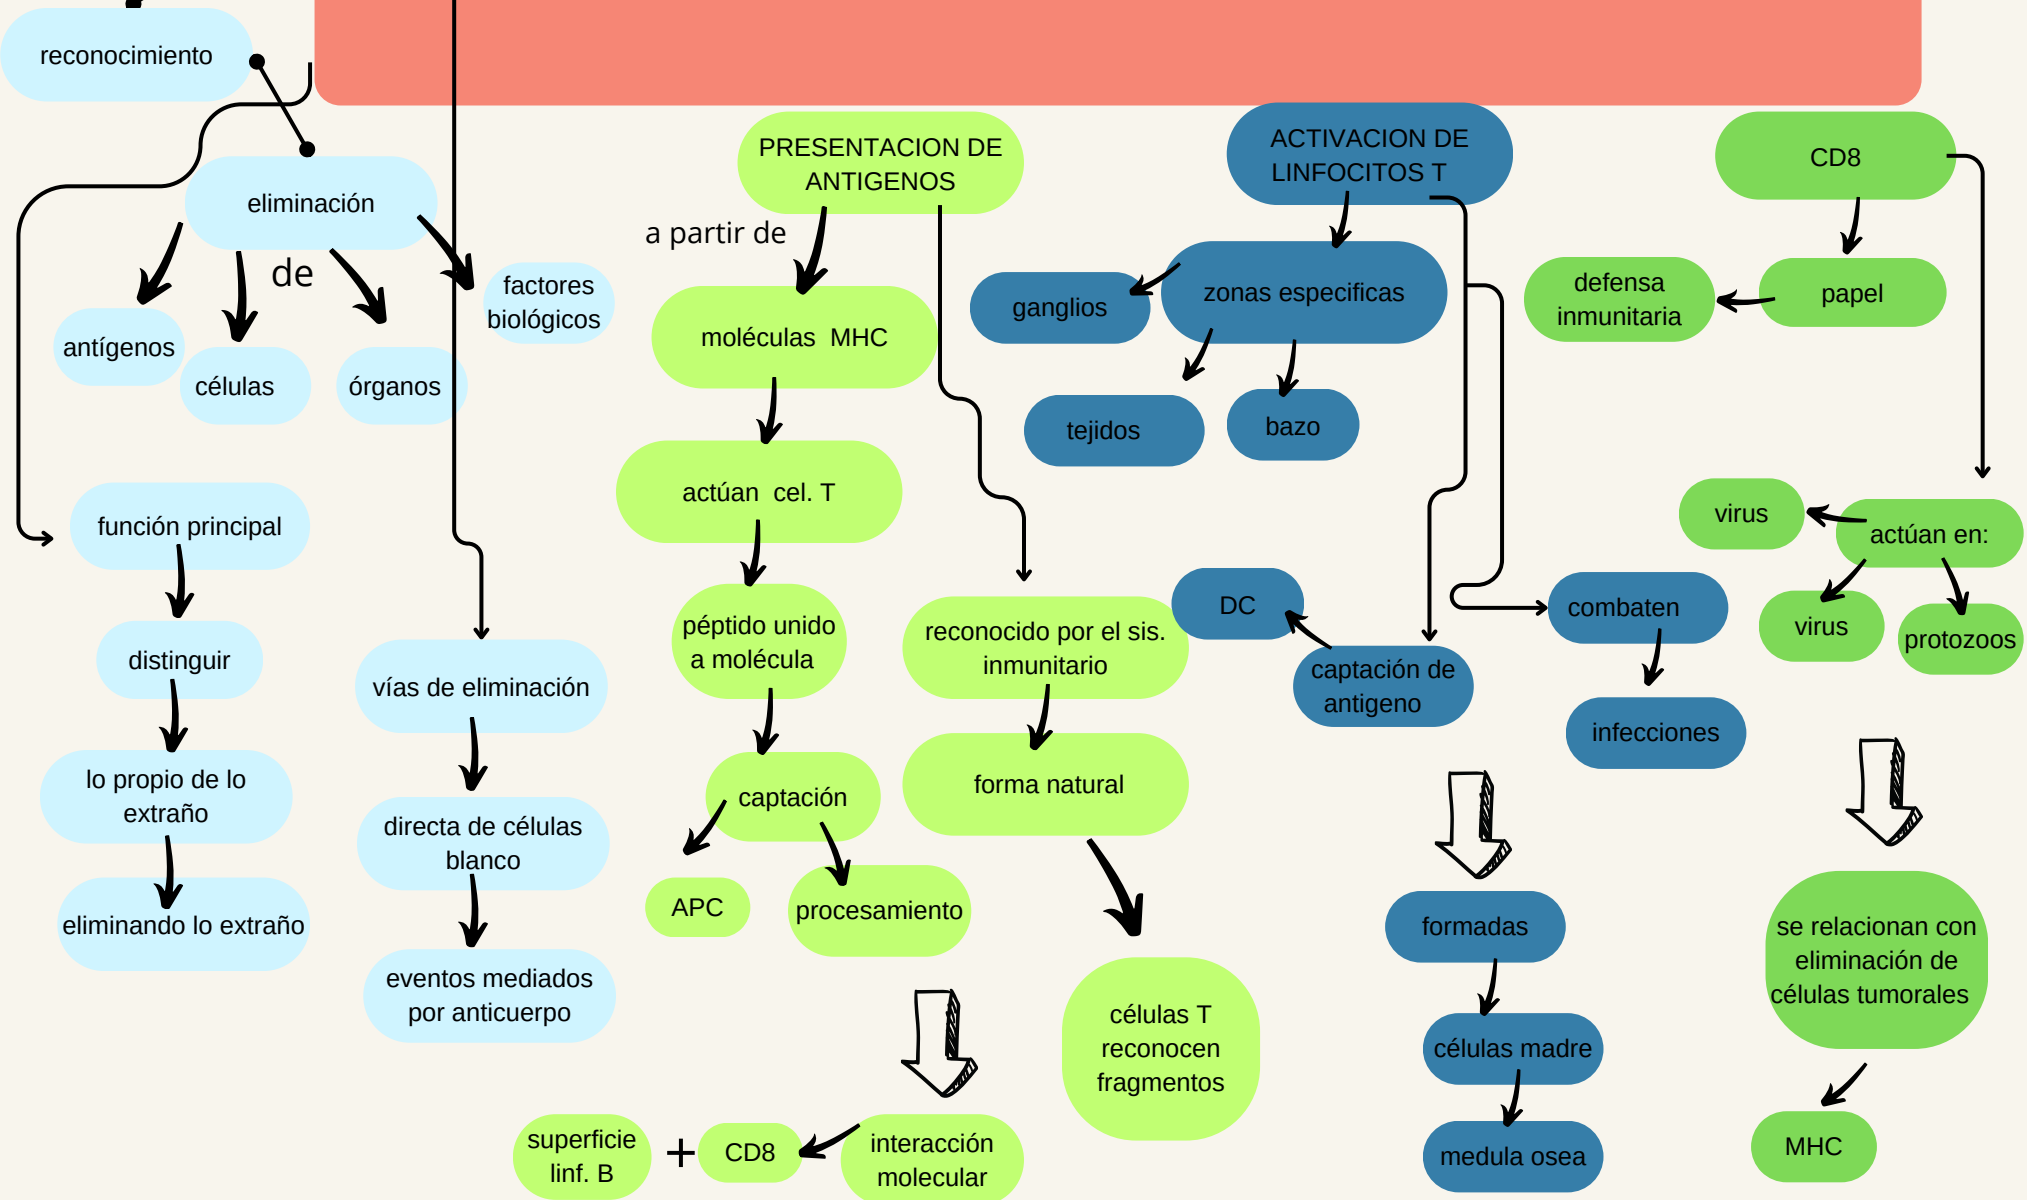 reconocimiento
eliminación
de
antígenos
células
órganos
factores
biológicos
función principal
distinguir
lo propio de lo
extraño
eliminando lo extraño
vías de eliminación
directa de células
blanco
eventos mediados
por anticuerpo
PRESENTACION DE
ANTIGENOS
a partir de
moléculas MHC
actúan cel. T
péptido unido
a molécula
captación
APC
procesamiento
reconocido por el sis.
inmunitario
forma natural
células T
reconocen
fragmentos
interacción
molecular
CD8
+
superficie
linf. B
ACTIVACION DE
LINFOCITOS T
zonas especificas
ganglios
tejidos
bazo
DC
captación de
antigeno
combaten
infecciones
formadas
células madre
medula osea
CD8
papel
defensa
inmunitaria
actúan en:
virus
virus
protozoos
se relacionan con
eliminación de
células tumorales
MHC